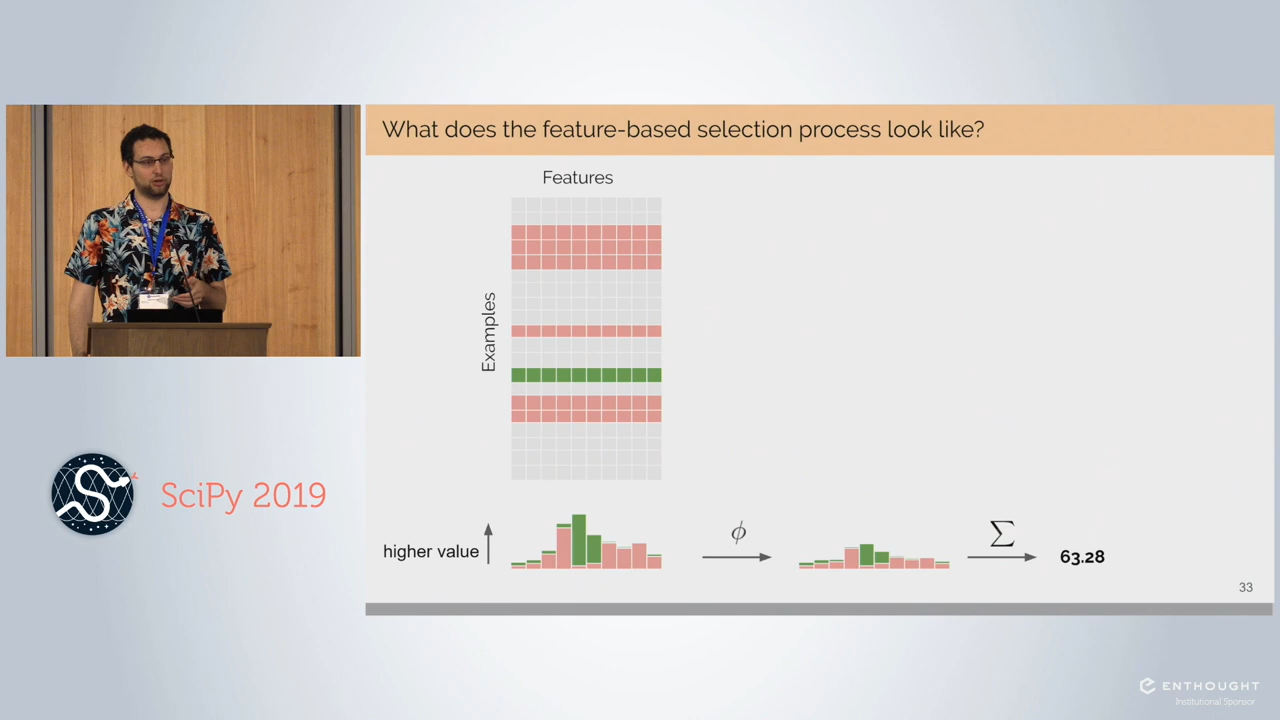 What does the feature-based selection process look like?
Features
Examples
higher value
ϕ
∑
63.28
33
SciPy 2019
ENTHOUGHT
Institutional Sponsor